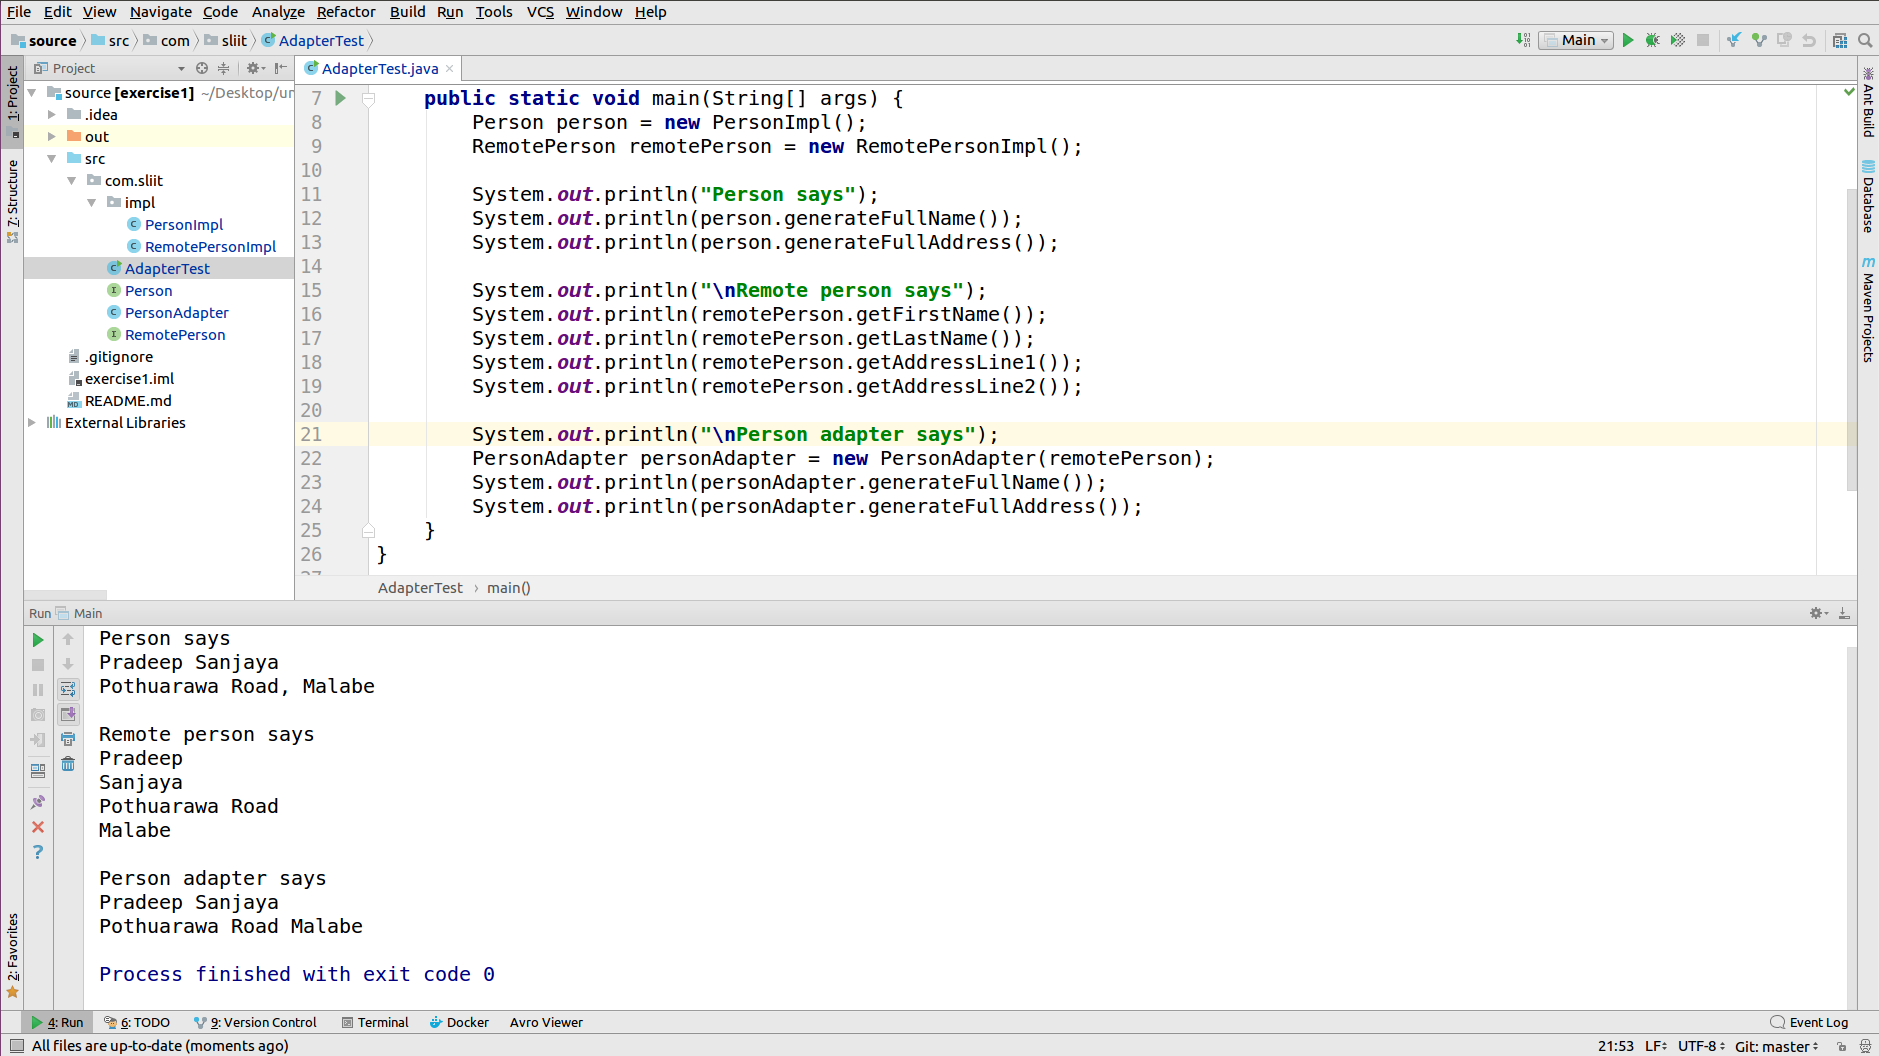 File Edit View Navigate Code Analyze Refactor Build Run Tools VCS Window Help
source src com sliit AdapterTest
Main
1: Project
7: Structure
2: Favorites
Project
source [exercise1] ~/Desktop/un
.idea
out
src
com.sliit
impl
PersonImpl
RemotePersonImpl
AdapterTest
Person
PersonAdapter
RemotePerson
.gitignore
exercise1.iml
README.md
External Libraries
AdapterTest.java
7 public static void main(String[] args) {
8 Person person = new PersonImpl();
9 RemotePerson remotePerson = new RemotePersonImpl();
10
11 System.out.println("Person says");
12 System.out.println(person.generateFullName());
13 System.out.println(person.generateFullAddress());
14
15 System.out.println("\nRemote person says");
16 System.out.println(remotePerson.getFirstName());
17 System.out.println(remotePerson.getLastName());
18 System.out.println(remotePerson.getAddressLine1());
19 System.out.println(remotePerson.getAddressLine2());
20
21 System.out.println("\nPerson adapter says");
22 PersonAdapter personAdapter = new PersonAdapter(remotePerson);
23 System.out.println(personAdapter.generateFullName());
24 System.out.println(personAdapter.generateFullAddress());
25 }
26 }
AdapterTest › main()
Ant Build
Database
Maven Projects
Run Main
Person says
Pradeep Sanjaya
Pothuarawa Road, Malabe
Remote person says
Pradeep
Sanjaya
Pothuarawa Road
Malabe
Person adapter says
Pradeep Sanjaya
Pothuarawa Road Malabe
Process finished with exit code 0
4: Run 6: TODO 9: Version Control Terminal Docker Avro Viewer Event Log
All files are up-to-date (moments ago) 21:53 LF UTF-8 Git: master